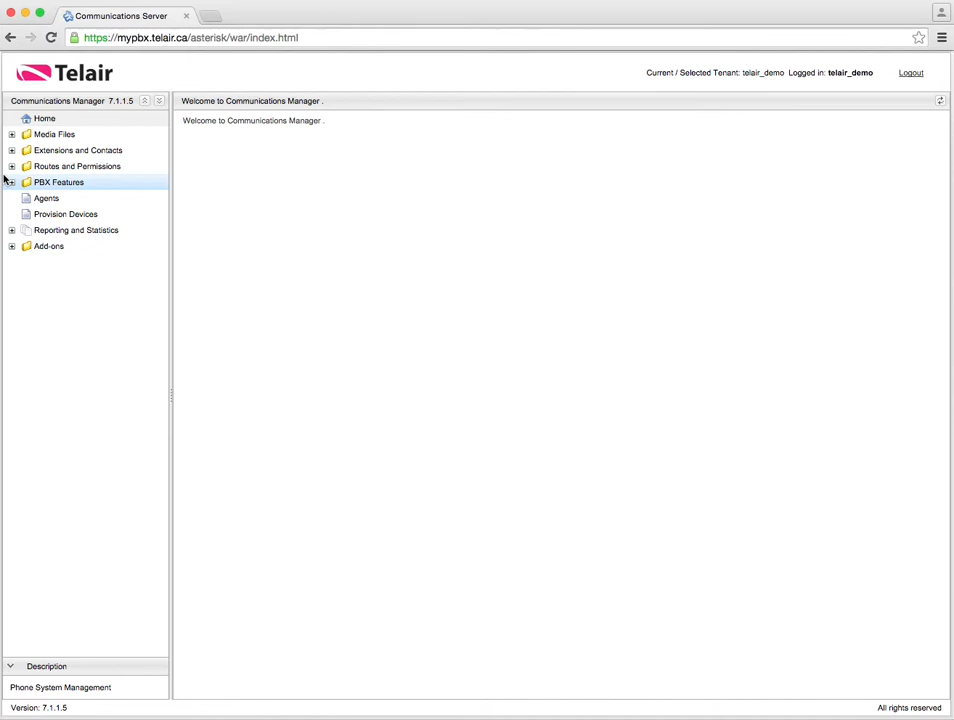 Communications Server
https://mypbx.telair.ca/asterisk/war/index.html
Telair
Current / Selected Tenant: telair_demo Logged in: telair_demo Logout
Communications Manager 7.1.1.5
Welcome to Communications Manager .
Home
Welcome to Communications Manager .
Media Files
Extensions and Contacts
Routes and Permissions
PBX Features
Agents
Provision Devices
Reporting and Statistics
Add-ons
Description
Phone System Management
Version: 7.1.1.5
All rights reserved